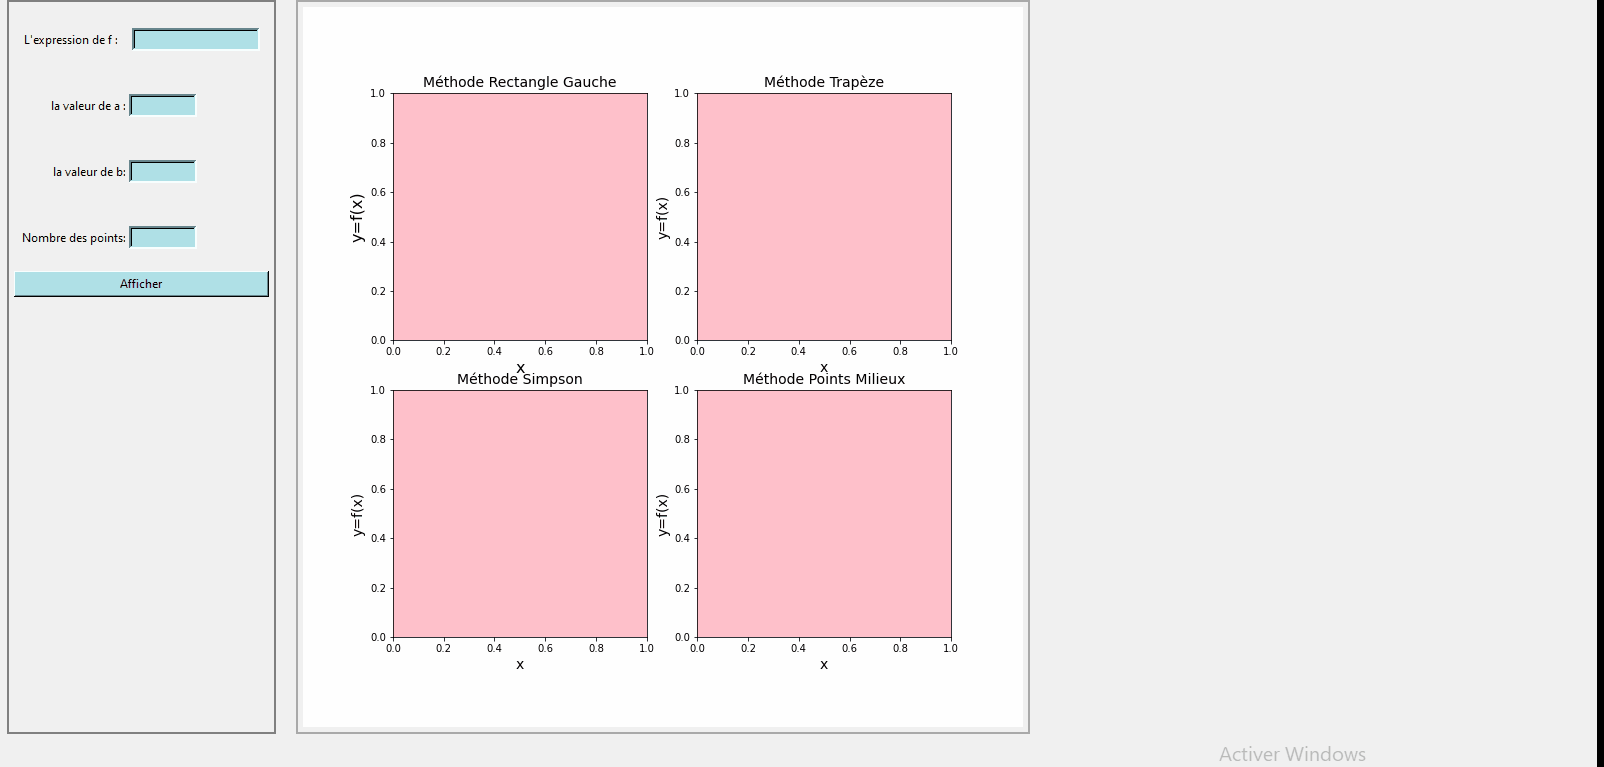 L'expression de f :
la valeur de a :
la valeur de b:
Nombre des points:
Afficher
Méthode Rectangle Gauche
1.0
0.8
0.6
0.4
0.2
0.0
y=f(x)
0.0 0.2 0.4 0.6 0.8 1.0
x
Méthode Trapèze
1.0
0.8
0.6
0.4
0.2
0.0
y=f(x)
0.0 0.2 0.4 0.6 0.8 1.0
x
Méthode Simpson
1.0
0.8
0.6
0.4
0.2
0.0
y=f(x)
0.0 0.2 0.4 0.6 0.8 1.0
x
Méthode Points Milieux
1.0
0.8
0.6
0.4
0.2
0.0
y=f(x)
0.0 0.2 0.4 0.6 0.8 1.0
x
Activer Windows